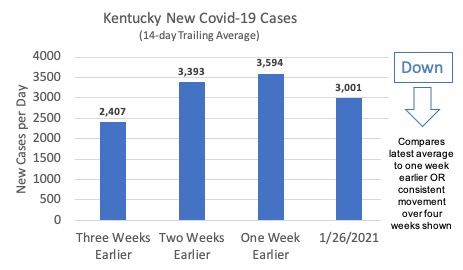 Kentucky New Covid-19 Cases
(14-day Trailing Average)
New Cases per Day
4000
3500
3000
2500
2000
1500
1000
500
0
2,407
3,393
3,594
3,001
Three Weeks
Earlier
Two Weeks
Earlier
One Week
Earlier
1/26/2021
Down
Compares
latest average
to one week
earlier OR
consistent
movement
over four
weeks shown